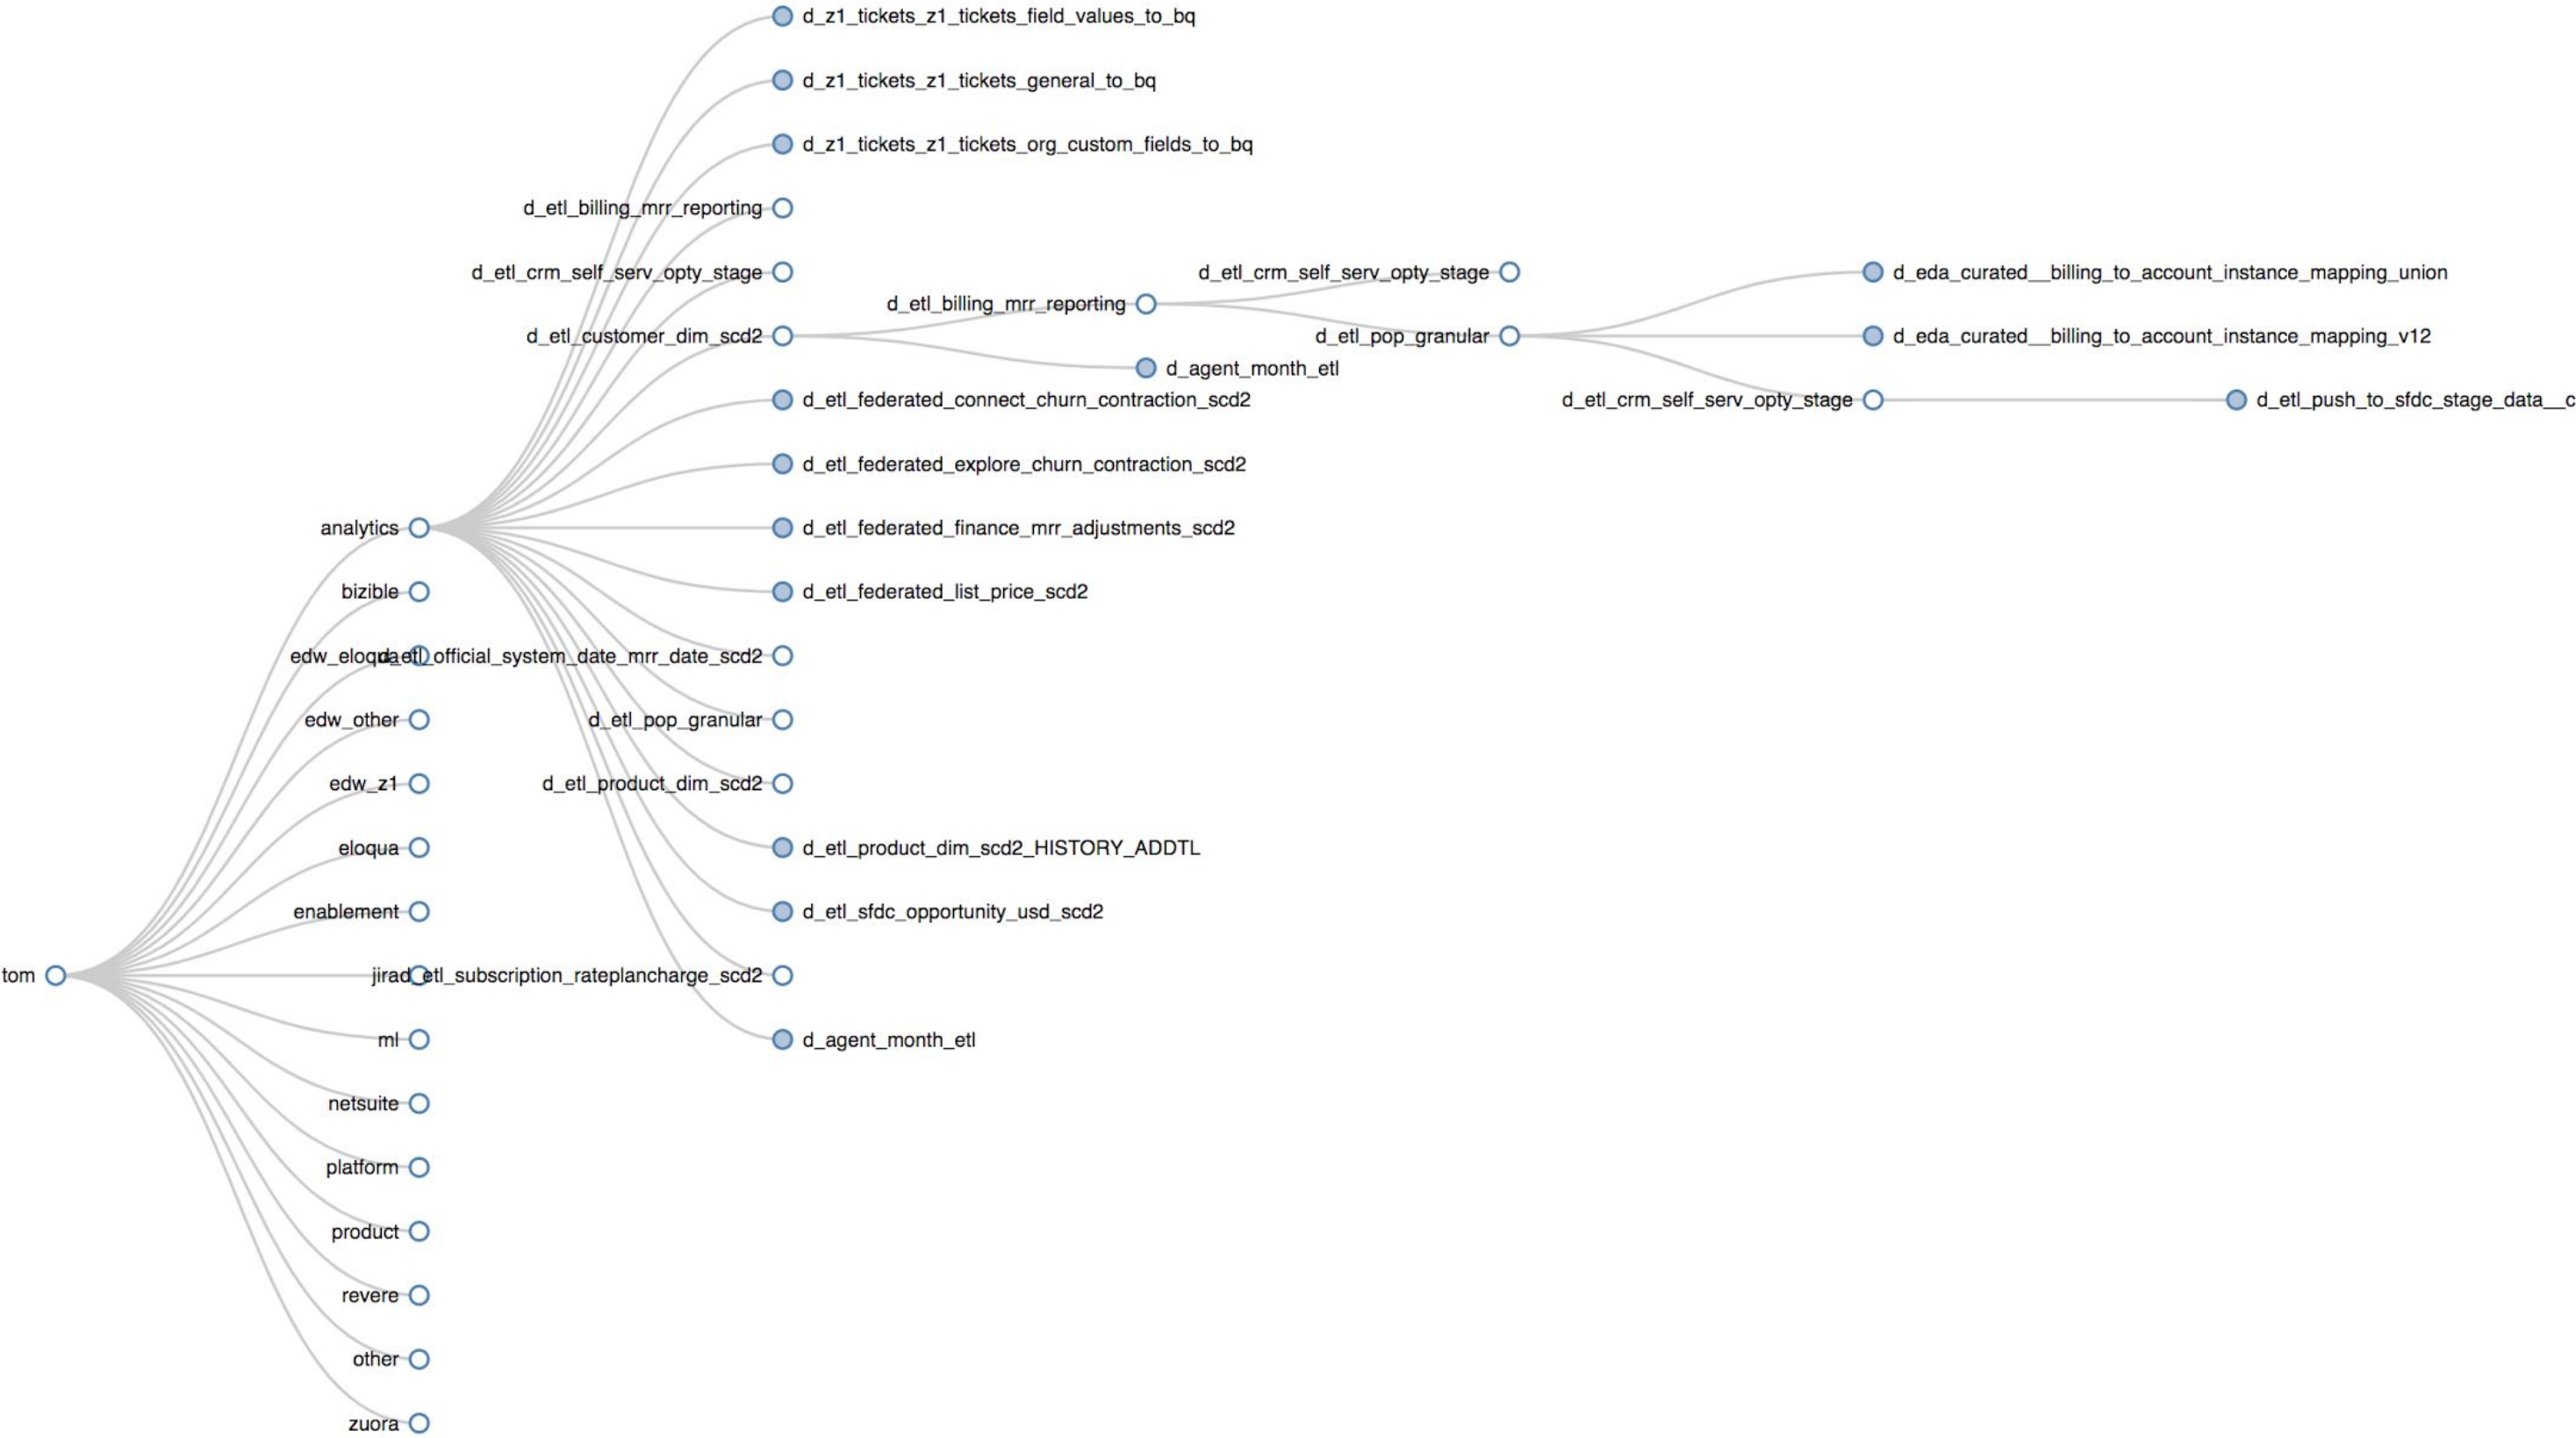 d_z1_tickets_z1_tickets_field_values_to_bq
d_z1_tickets_z1_tickets_general_to_bq
d_z1_tickets_z1_tickets_org_custom_fields_to_bq
d_etl_billing_mrr_reporting
d_etl_crm_self_serv_opty_stage
d_etl_crm_self_serv_opty_stage
d_eda_curated__billing_to_account_instance_mapping_union
d_etl_billing_mrr_reporting
d_etl_customer_dim_scd2
d_etl_pop_granular
d_eda_curated__billing_to_account_instance_mapping_v12
d_agent_month_etl
d_etl_federated_connect_churn_contraction_scd2
d_etl_crm_self_serv_opty_stage
d_etl_push_to_sfdc_stage_data__c
d_etl_federated_explore_churn_contraction_scd2
analytics
d_etl_federated_finance_mrr_adjustments_scd2
bizible
d_etl_federated_list_price_scd2
edw_eloqua
d_etl_official_system_date_mrr_date_scd2
edw_other
d_etl_pop_granular
edw_z1
d_etl_product_dim_scd2
eloqua
d_etl_product_dim_scd2_HISTORY_ADDTL
enablement
d_etl_sfdc_opportunity_usd_scd2
tom
jira
d_etl_subscription_rateplancharge_scd2
ml
d_agent_month_etl
netsuite
platform
product
revere
other
zuora